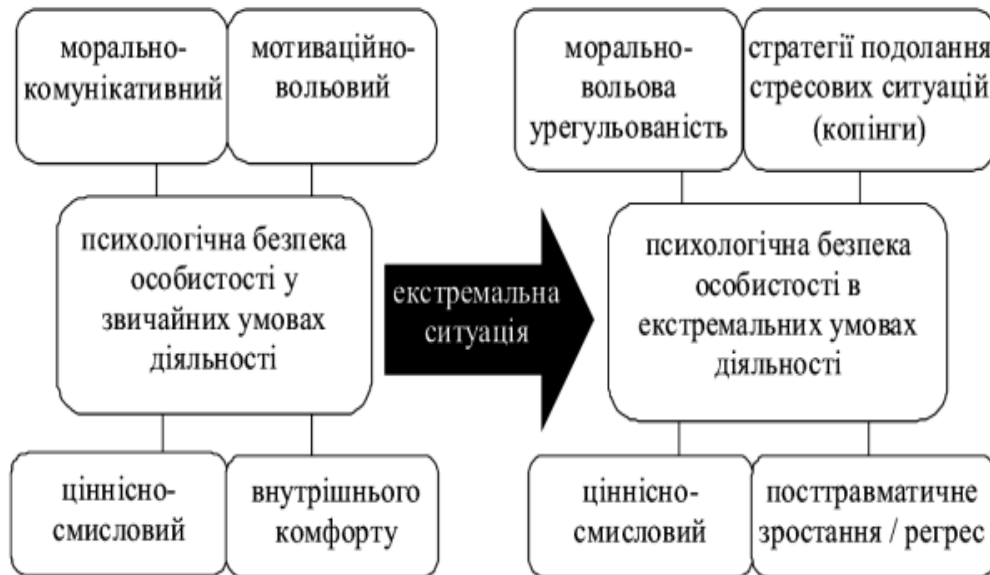 морально-
комунікативний
мотиваційно-
вольовий
психологічна безпека
особистості у
звичайних умовах
діяльності
ціннісно-
смисловий
внутрішнього
комфорту
екстремальна
ситуація
морально-
вольова
урегульованість
стратегії подолання
стресових ситуацій
(копінги)
психологічна безпека
особистості в
екстремальних умовах
діяльності
ціннісно-
смисловий
посттравматичне
зростання / регрес